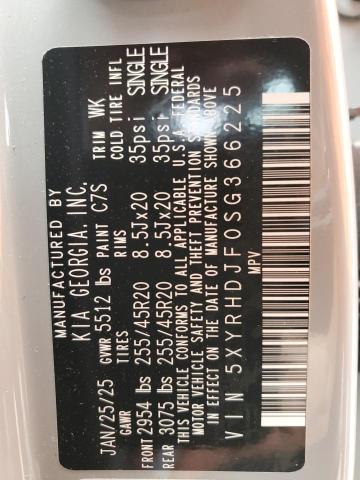 MANUFACTURED BY
KIA GEORGIA, INC.
JAN/25/25 GVWR 5512 lbs PAINT C7S TRIM WK
GAWR TIRES RIMS COLD TIRE INFL
FRONT 2954 lbs 255/45R20 8.5Jx20 35psi SINGLE
REAR 3075 lbs 255/45R20 8.5Jx20 35psi SINGLE
THIS VEHICLE CONFORMS TO ALL APPLICABLE U.S.A. FEDERAL
MOTOR VEHICLE SAFETY AND THEFT PREVENTION STANDARDS
IN EFFECT ON THE DATE OF MANUFACTURE SHOWN ABOVE
VIN 5XYRHDJF0SG366225
MPV